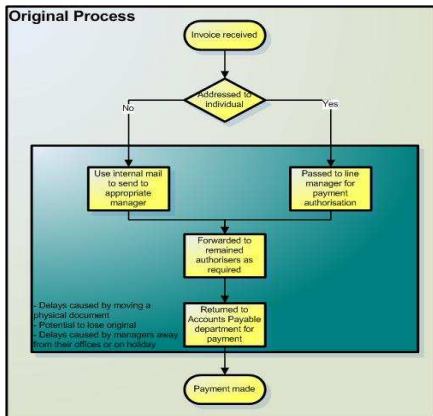 Original Process
Invoice received
Addressed to
individual
No
Yes
Use internal mail
to send to
appropriate
manager
Passed to line
manager for
payment
authorisation
Forwarded to
remained
authorisers as
required
- Delays caused by moving a
physical document
- Potential to lose original
- Delays caused by managers away
from their offices or on holiday
Returned to
Accounts Payable
department for
payment
Payment made